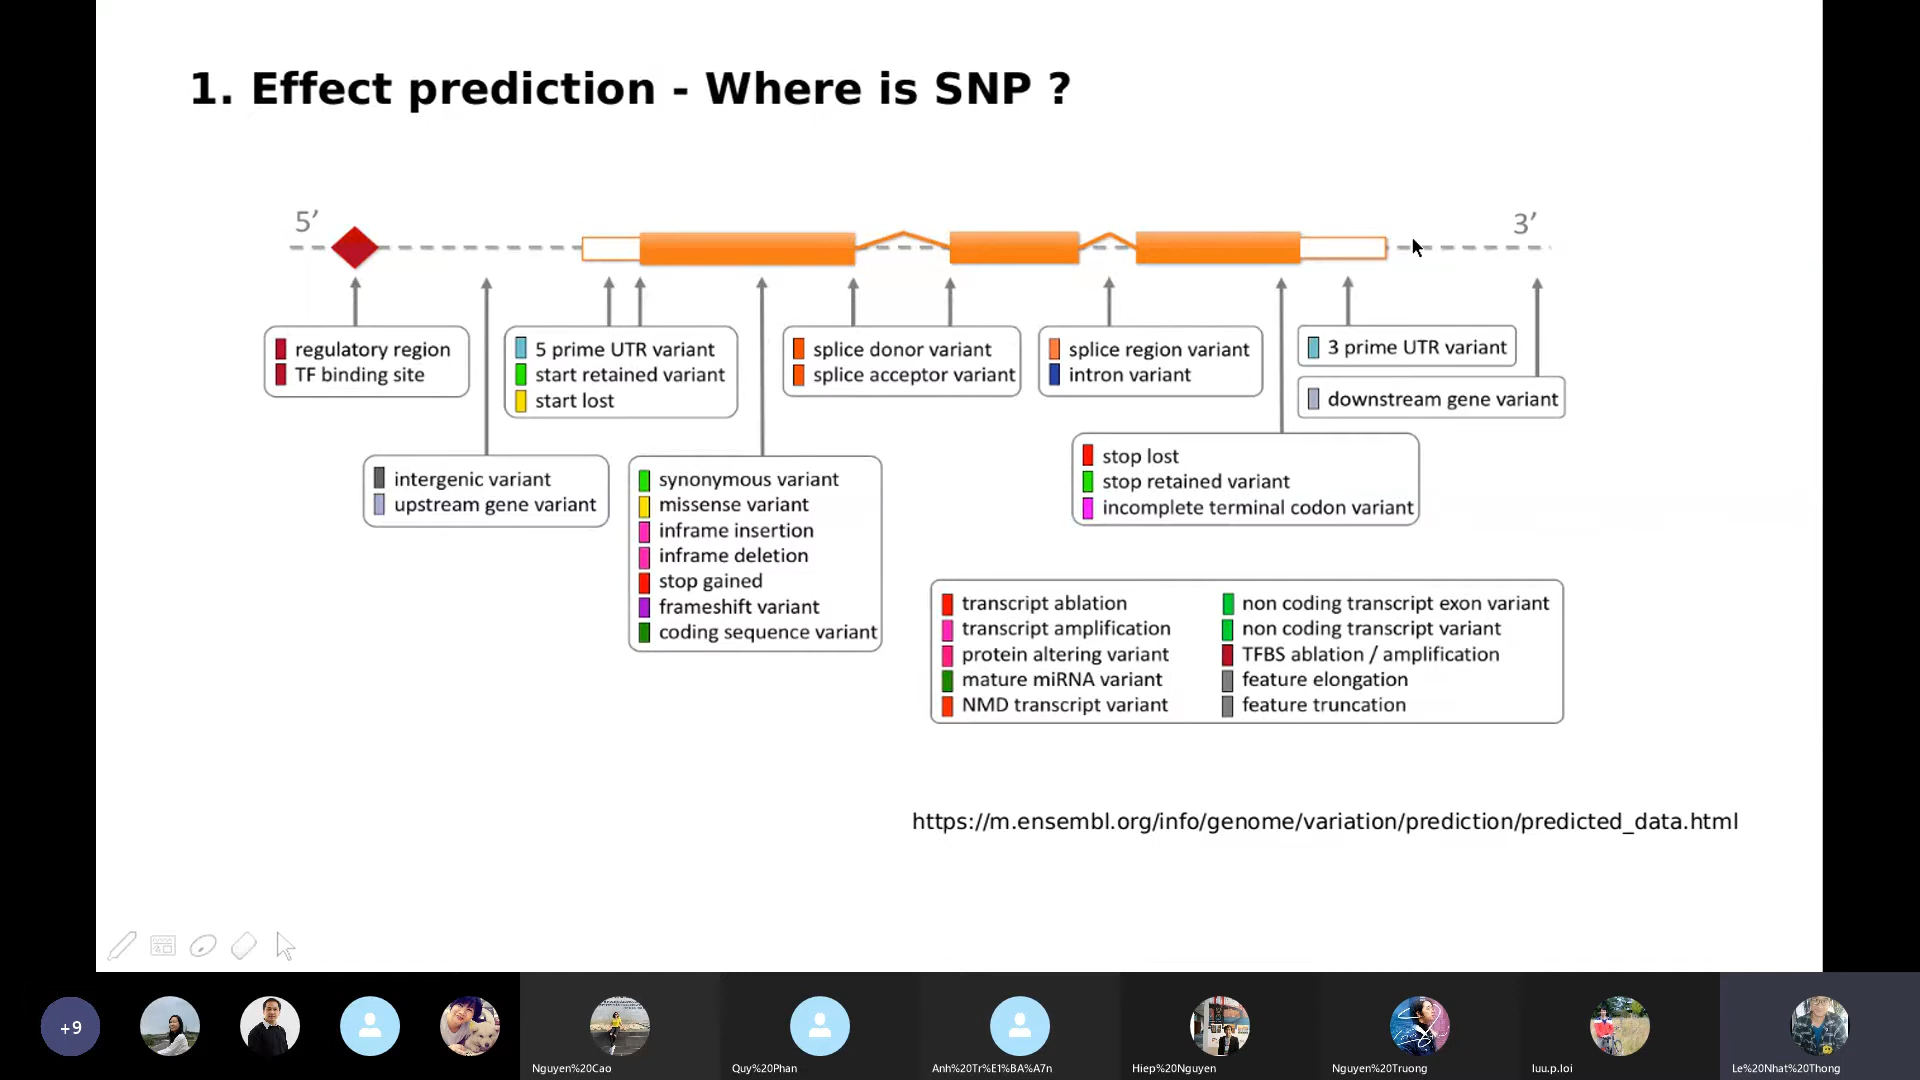 1. Effect prediction - Where is SNP ?
5’
3’
regulatory region
TF binding site
5 prime UTR variant
start retained variant
start lost
splice donor variant
splice acceptor variant
splice region variant
intron variant
3 prime UTR variant
downstream gene variant
intergenic variant
upstream gene variant
synonymous variant
missense variant
inframe insertion
inframe deletion
stop gained
frameshift variant
coding sequence variant
stop lost
stop retained variant
incomplete terminal codon variant
transcript ablation
transcript amplification
protein altering variant
mature miRNA variant
NMD transcript variant
non coding transcript exon variant
non coding transcript variant
TFBS ablation / amplification
feature elongation
feature truncation
https://m.ensembl.org/info/genome/variation/prediction/predicted_data.html
+9
Nguyen%20Cao
Quy%20Phan
Anh%20Tr%E1%BA%A7n
Hiep%20Nguyen
Nguyen%20Truong
luu.p.loi
Le%20Nhat%20Thong